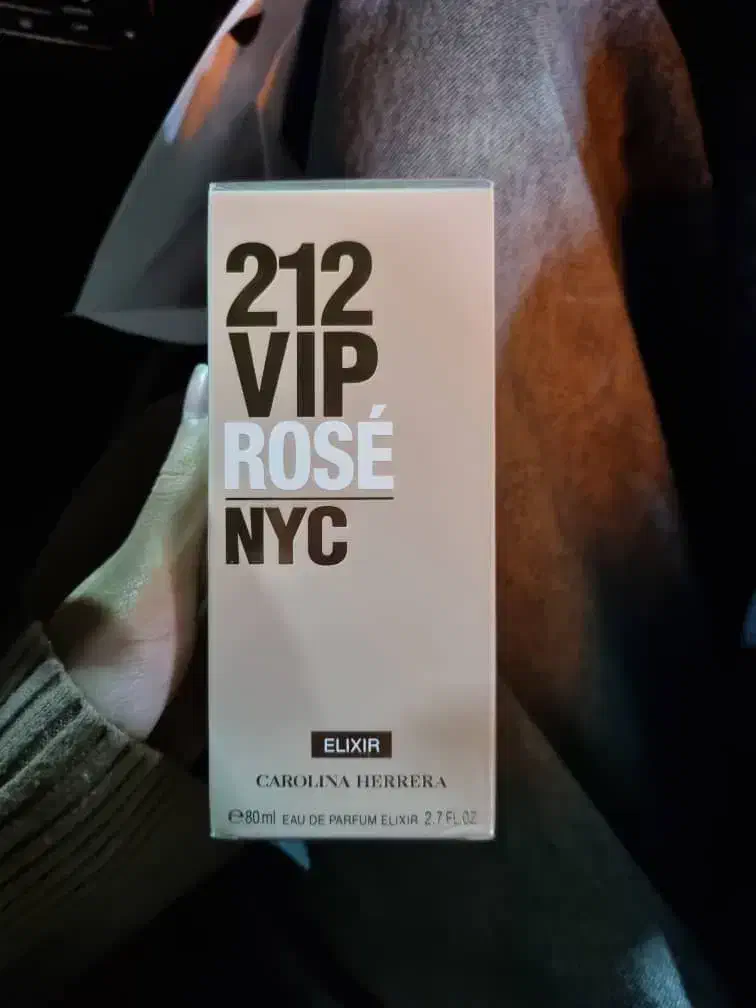 212
VIP
ROSÉ
NYC
ELIXIR
CAROLINA HERRERA
℮80ml EAU DE PARFUM ELIXIR 2.7 FL.OZ